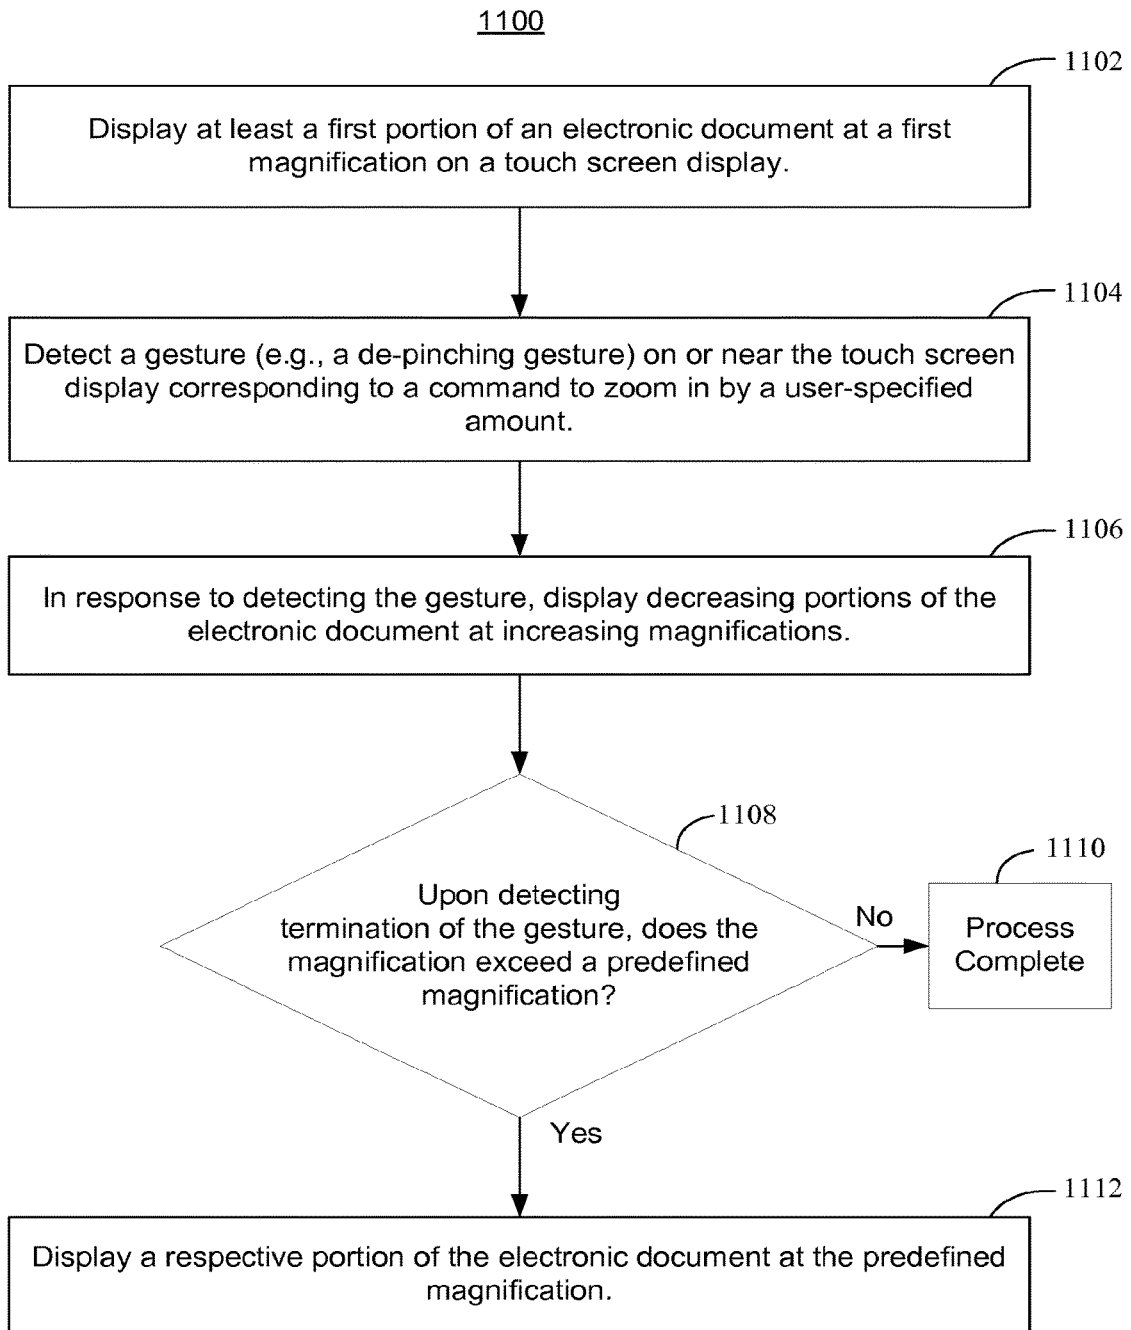 1100
1102
Display at least a first portion of an electronic document at a first
magnification on a touch screen display.
1104
Detect a gesture (e.g., a de-pinching gesture) on or near the touch screen
display corresponding to a command to zoom in by a user-specified
amount.
1106
In response to detecting the gesture, display decreasing portions of the
electronic document at increasing magnifications.
1108
Upon detecting
termination of the gesture, does the
magnification exceed a predefined
magnification?
No
1110
Process
Complete
Yes
1112
Display a respective portion of the electronic document at the predefined
magnification.